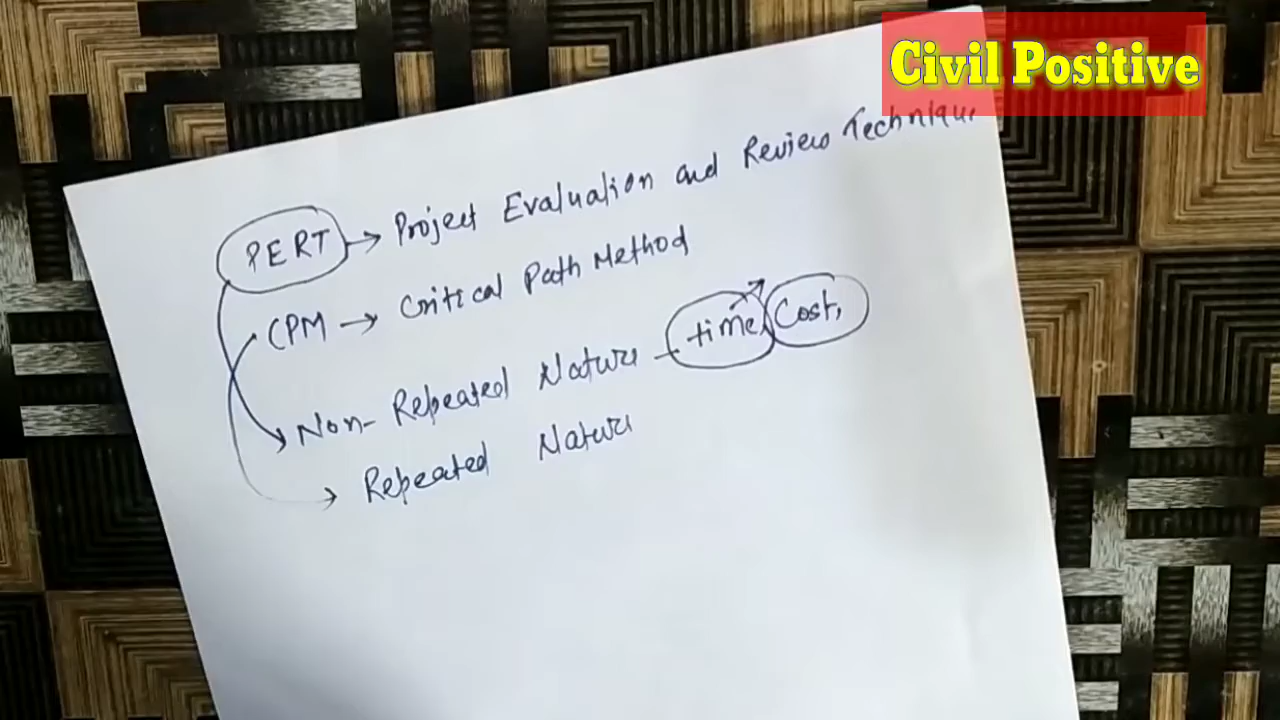 Civil Positive
PERT → Project Evaluation and Review Technique
CPM → Critical Path Method
Non-Repeated Nature - time, Cost,
Repeated Nature